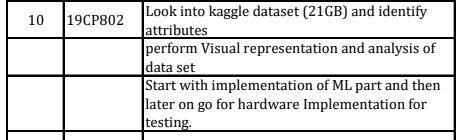 10 19CP802 Look into kaggle dataset (21GB) and identify
attributes
perform Visual representation and analysis of
data set
Start with implementation of ML part and then
later on go for hardware Implementation for
testing.